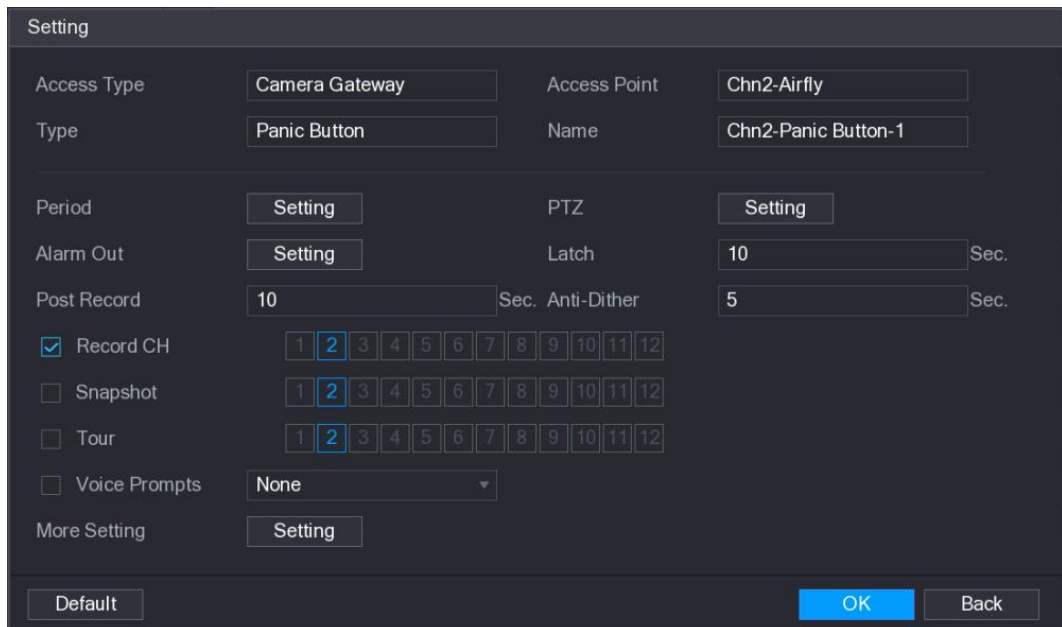 Setting
Access Type Camera Gateway Access Point Chn2-Airfly
Type Panic Button Name Chn2-Panic Button-1
Period Setting PTZ Setting
Alarm Out Setting Latch 10 Sec.
Post Record 10 Sec. Anti-Dither 5 Sec.
Record CH 1 2 3 4 5 6 7 8 9 10 11 12
Snapshot 1 2 3 4 5 6 7 8 9 10 11 12
Tour 1 2 3 4 5 6 7 8 9 10 11 12
Voice Prompts None
More Setting Setting
Default OK Back